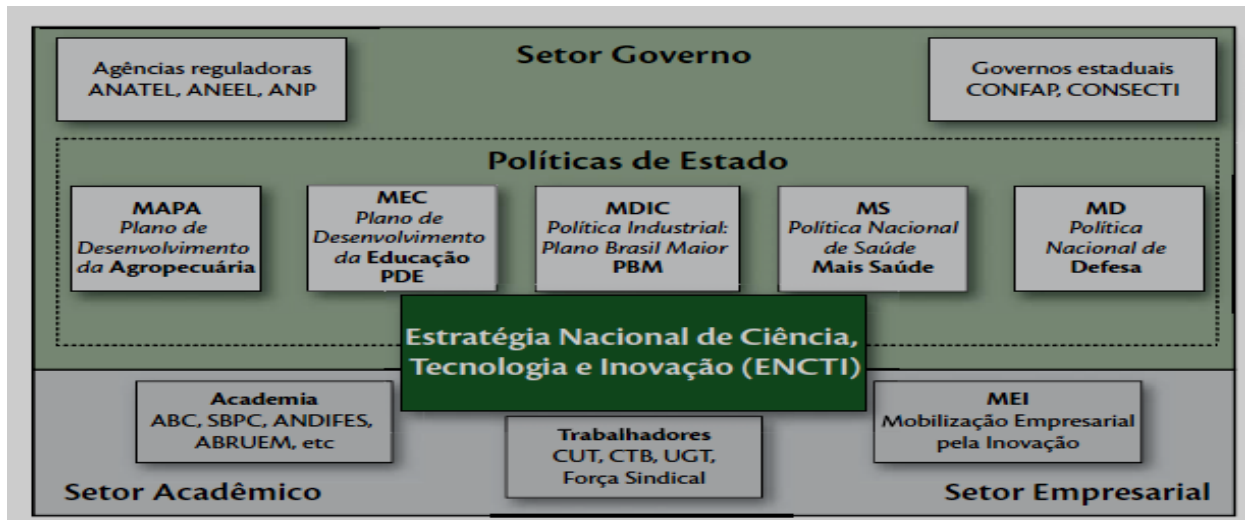 Setor Governo
Agências reguladoras
ANATEL, ANEEL, ANP
Governos estaduais
CONFAP, CONSECTI
Políticas de Estado
MAPA
Plano de
Desenvolvimento
da Agropecuária
MEC
Plano de
Desenvolvimento
da Educação
PDE
MDIC
Política Industrial:
Plano Brasil Maior
PBM
MS
Política Nacional
de Saúde
Mais Saúde
MD
Política
Nacional de
Defesa
Estratégia Nacional de Ciência,
Tecnologia e Inovação (ENCTI)
Academia
ABC, SBPC, ANDIFES,
ABRUEM, etc
Trabalhadores
CUT, CTB, UGT,
Força Sindical
MEI
Mobilização Empresarial
pela Inovação
Setor Acadêmico
Setor Empresarial